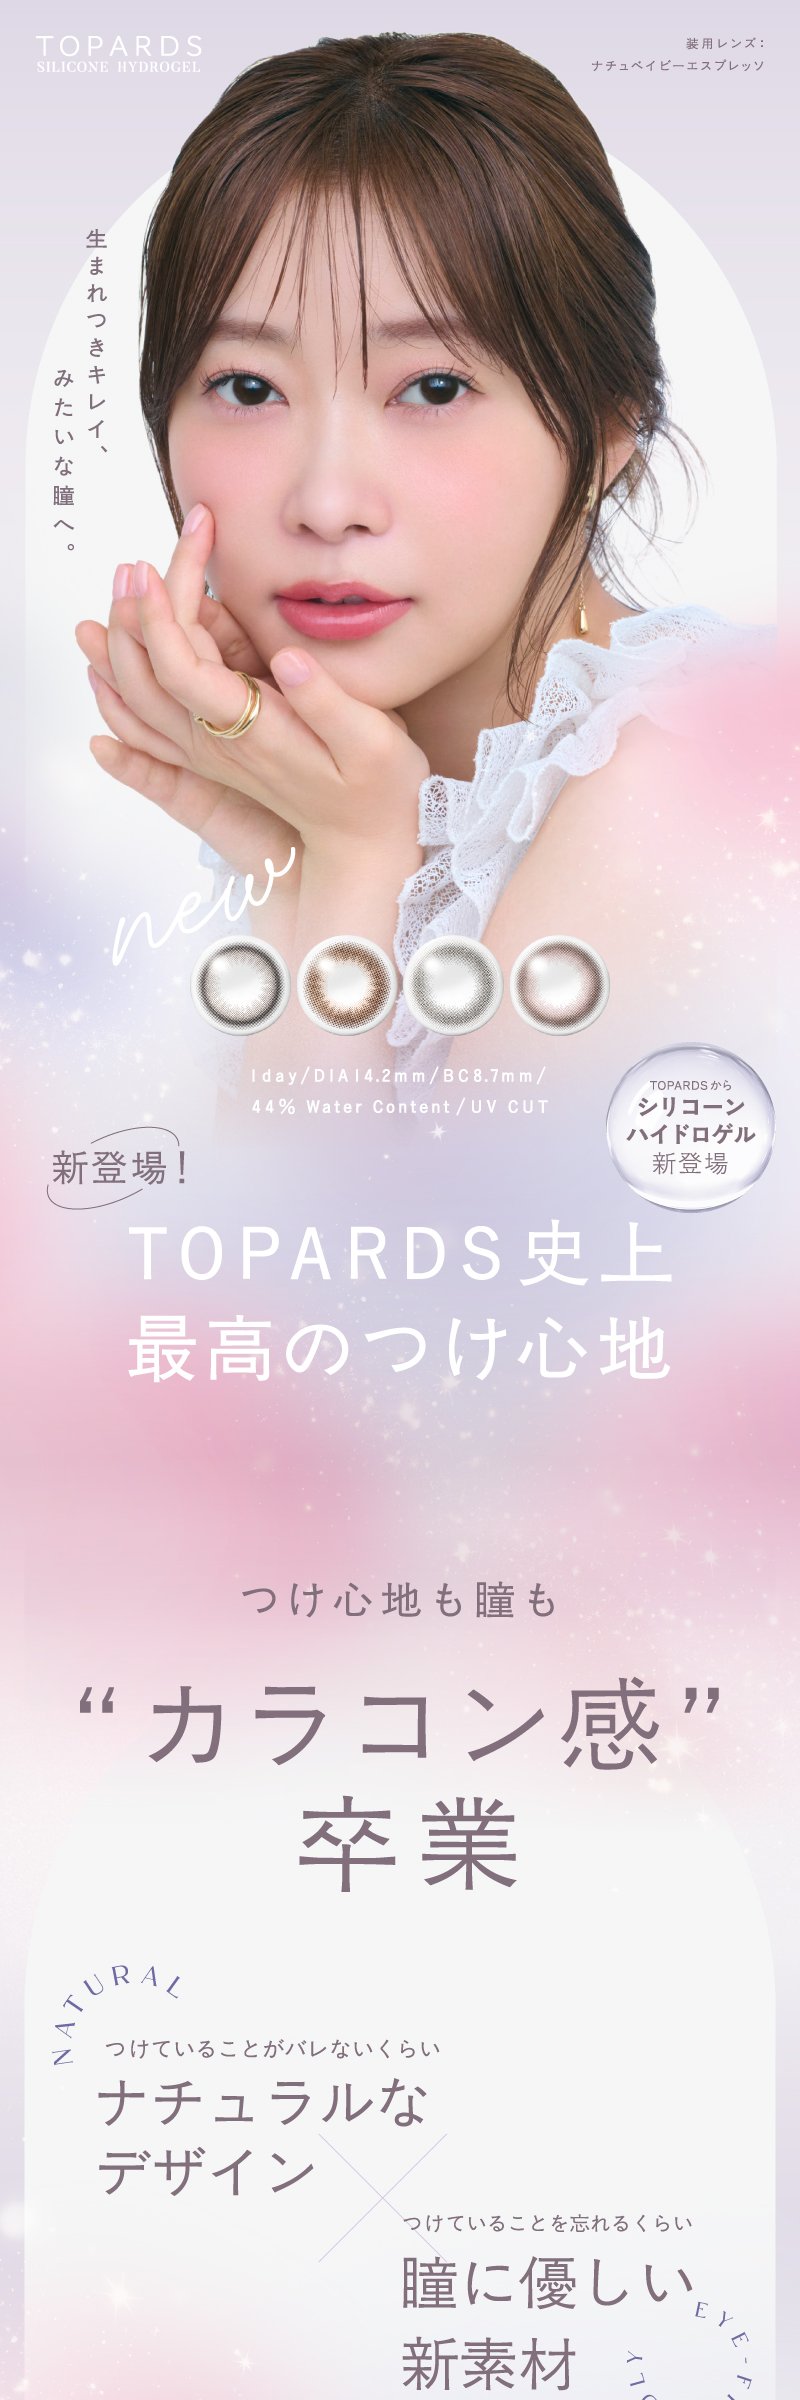 TOPARDS
SILICONE HYDROGEL
装用レンズ：
ナチュベイビーエスプレッソ
生まれつきキレイ、
みたいな瞳へ。
new
1day/DIA14.2mm/BC8.7mm/
44% Water Content/UV CUT
TOPARDSから
シリコーン
ハイドロゲル
新登場
新登場！
TOPARDS史上
最高のつけ心地
つけ心地も瞳も
“カラコン感”
卒業
NATURAL
つけていることがバレないくらい
ナチュラルな
デザイン
つけていることを忘れるくらい
瞳に優しい
新素材